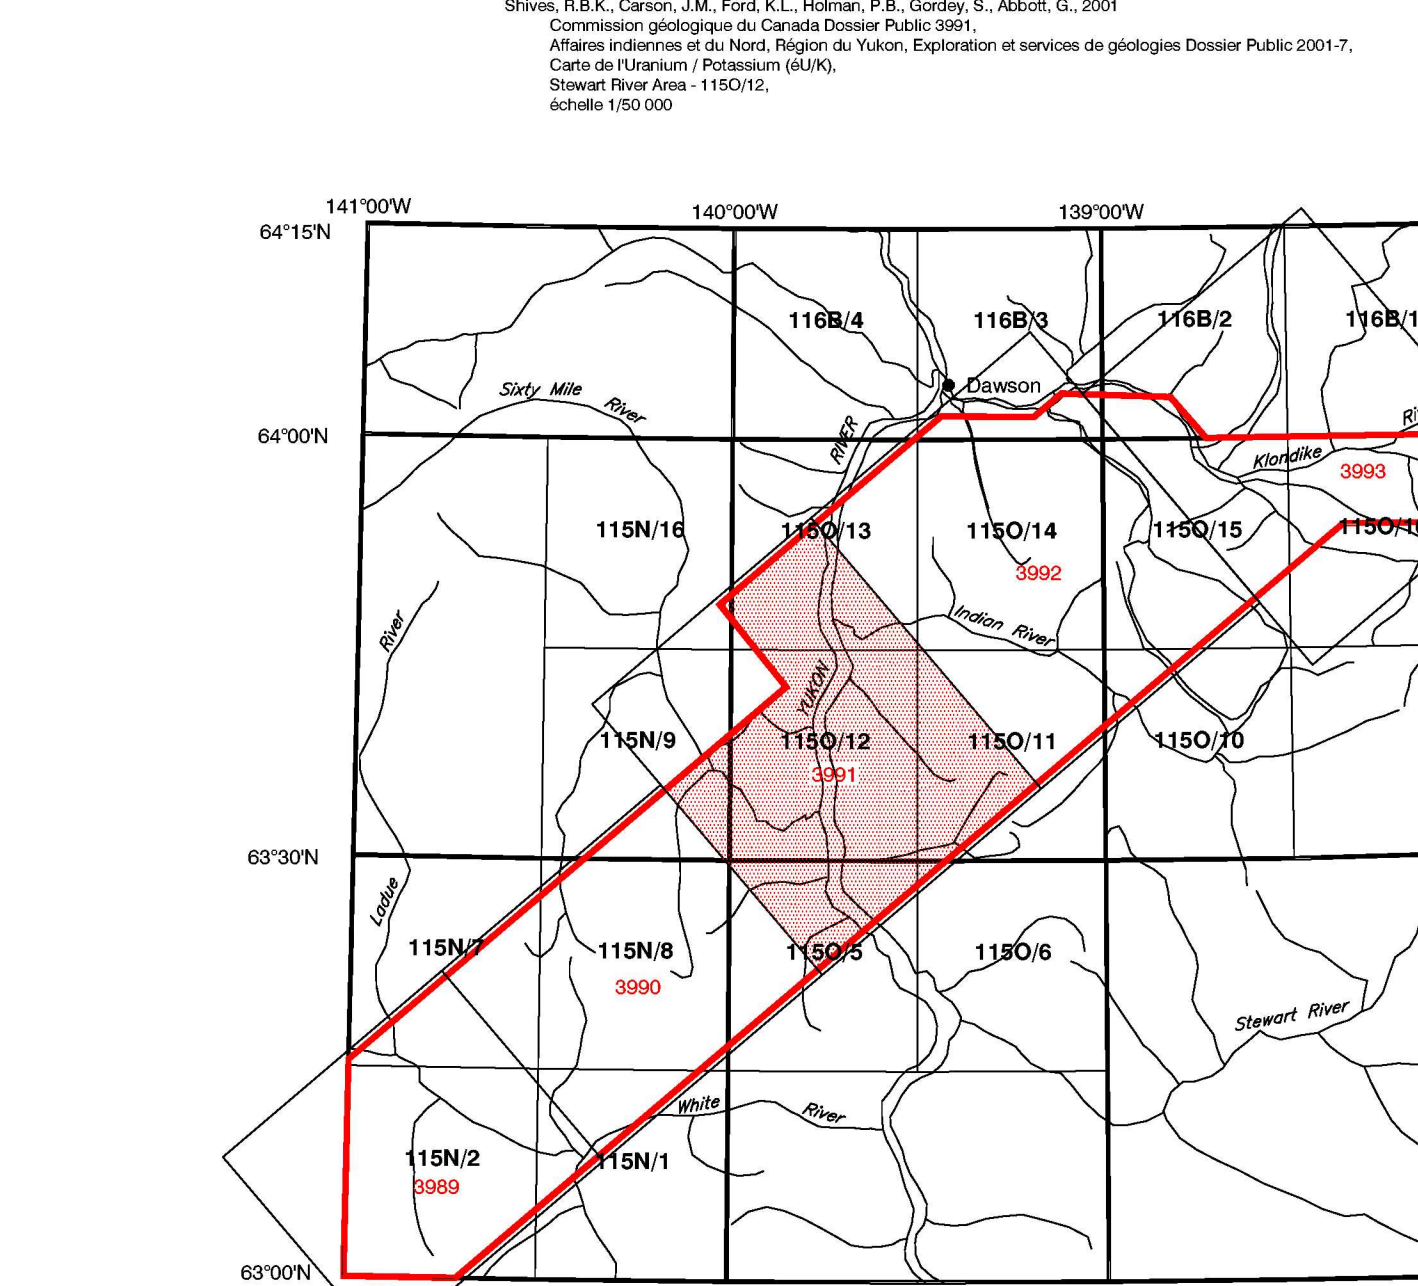 Shives, R.B.K., Carson, J.M., Ford, K.L., Holman, P.B., Gordey, S., Abbott, G., 2001
Commission géologique du Canada Dossier Public 3991,
Affaires indiennes et du Nord, Région du Yukon, Exploration et services de géologies Dossier Public 2001-7,
Carte de l'Uranium / Potassium (éU/K),
Stewart River Area - 115O/12,
échelle 1/50 000
141°00'W
140°00'W
139°00'W
64°15'N
116B/4
116B/3
116B/2
116B/1
Dawson
Sixty Mile River
RIVER
64°00'N
Klondike
Ri
3993
115N/16
115O/13
115O/14
115O/15
115O/16
3992
River
Indian River
YUKON
115N/9
115O/12
115O/11
115O/10
3991
63°30'N
Ladue
115N/7
115N/8
115O/5
115O/6
3990
Stewart River
White River
115N/2
115N/1
3989
63°00'N